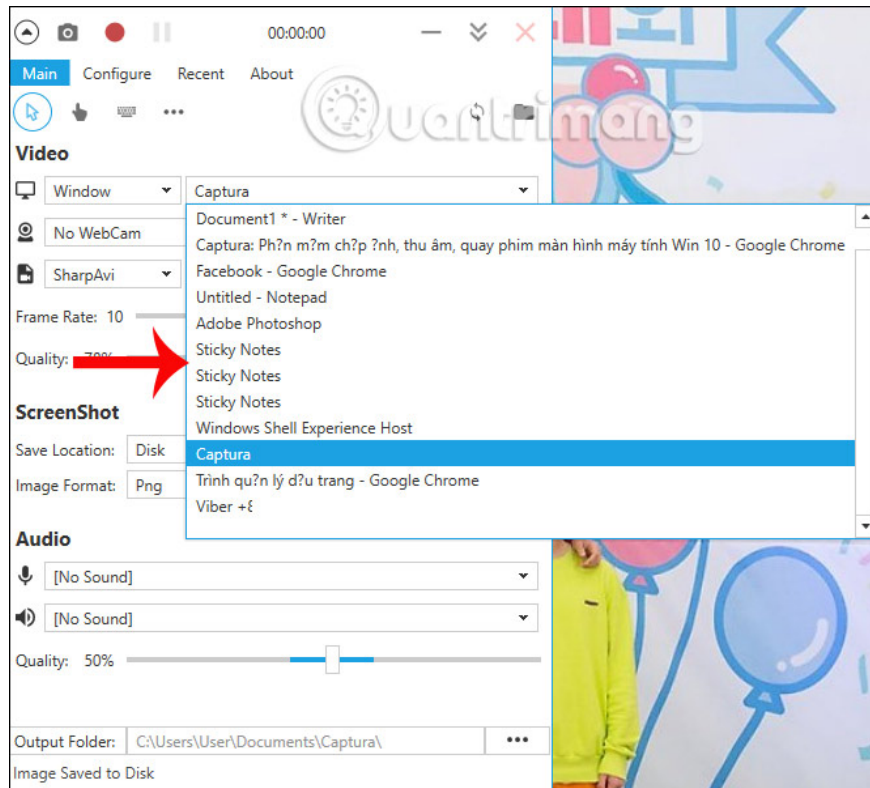 00:00:00
Main Configure Recent About
Quantrimang
Video
Window Captura
No WebCam
SharpAvi
Document1 * - Writer
Captura: Ph?n m?m ch?p ?nh, thu âm, quay phim màn hình máy tính Win 10 - Google Chrome
Facebook - Google Chrome
Untitled - Notepad
Adobe Photoshop
Sticky Notes
Sticky Notes
Sticky Notes
Windows Shell Experience Host
Captura
Trình qu?n lý d?u trang - Google Chrome
Viber
Frame Rate: 10
Quality: 70%
ScreenShot
Save Location: Disk
Image Format: Png
Audio
[No Sound]
[No Sound]
Quality: 50%
Output Folder: C:\Users\User\Documents\Captura\
Image Saved to Disk